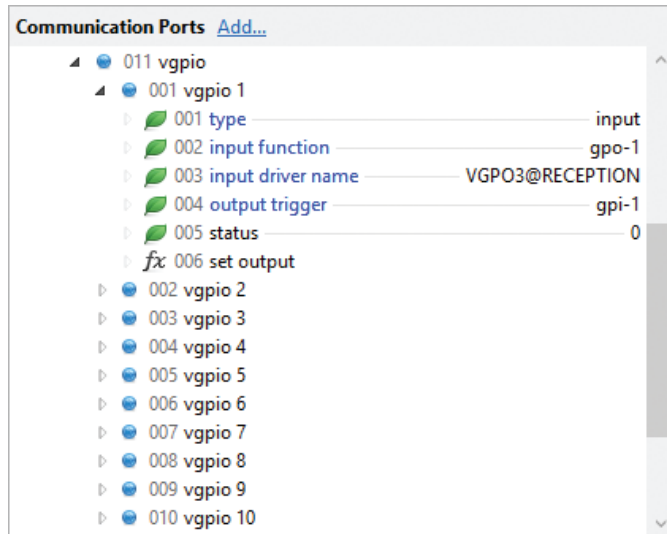 Communication Ports Add...
011 vgpio
001 vgpio 1
001 type input
002 input function gpo-1
003 input driver name VGPO3@RECEPTION
004 output trigger gpi-1
005 status 0
fx 006 set output
002 vgpio 2
003 vgpio 3
004 vgpio 4
005 vgpio 5
006 vgpio 6
007 vgpio 7
008 vgpio 8
009 vgpio 9
010 vgpio 10